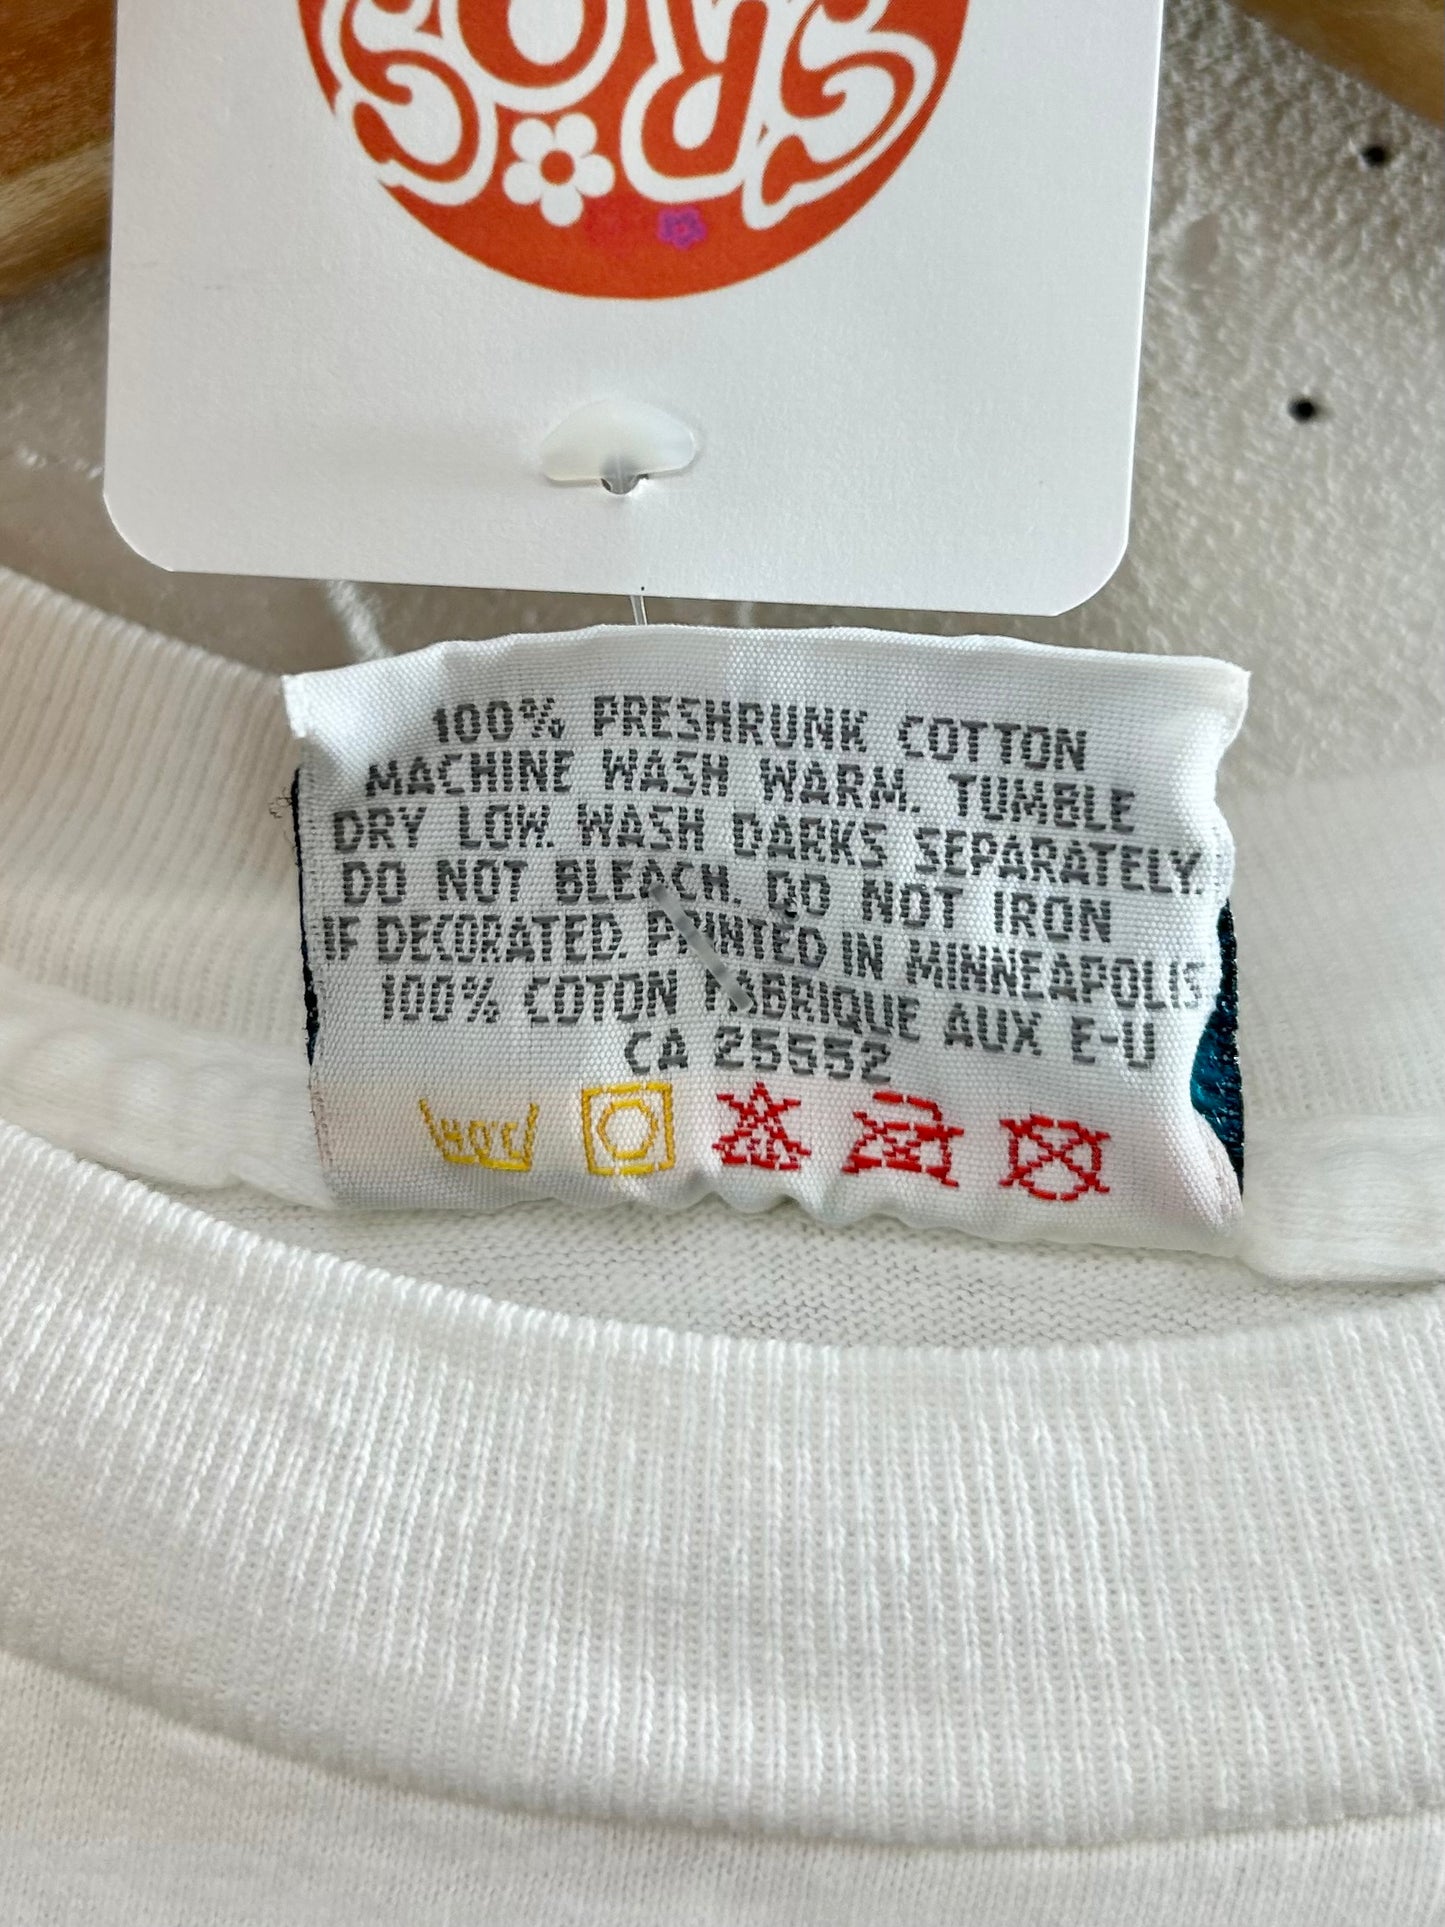 100% PRESHRUNK COTTON
MACHINE WASH WARM. TUMBLE
DRY LOW. WASH DARKS SEPARATELY.
DO NOT BLEACH. DO NOT IRON
IF DECORATED. PRINTED IN MINNEAPOLIS
100% COTON FABRIQUE AUX E-U
CA 25552
40°C